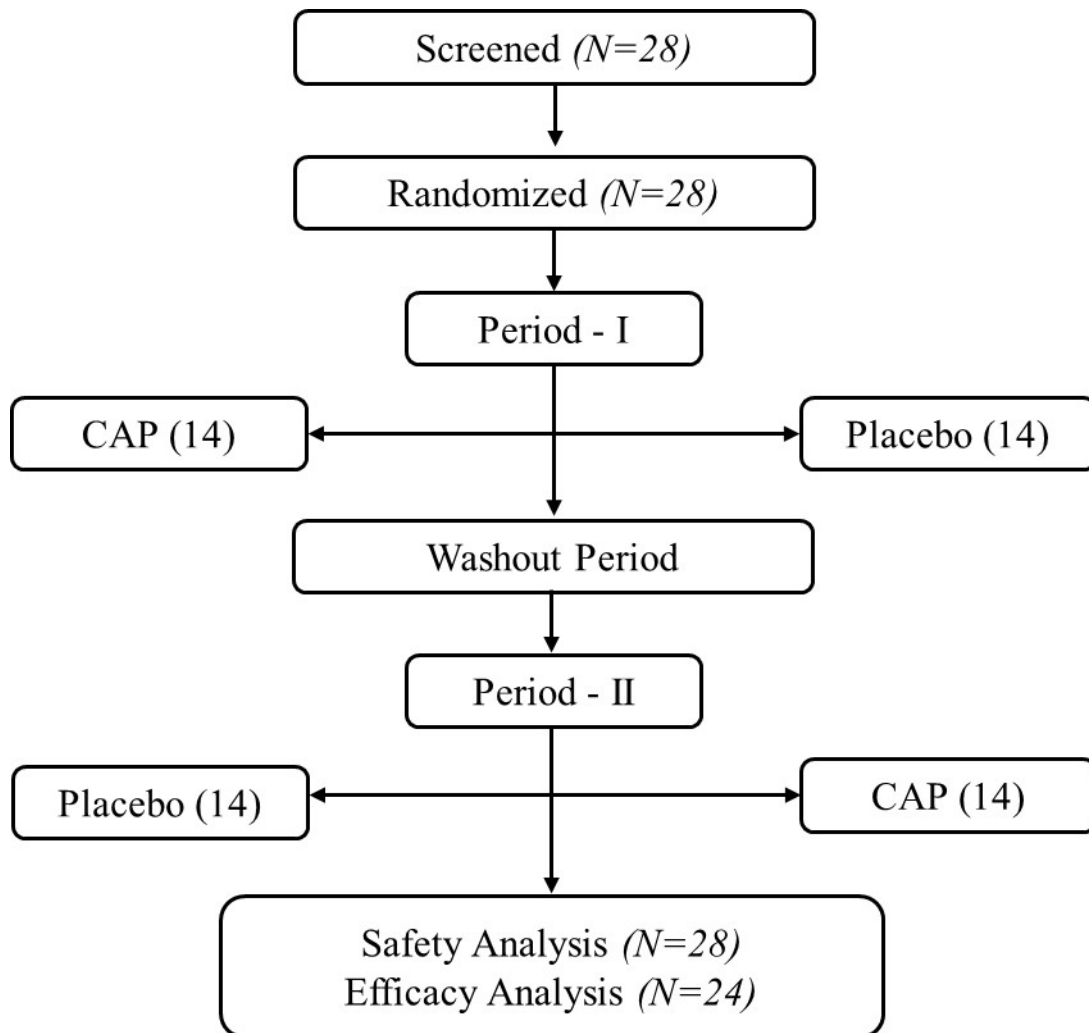 Screened (N=28)
Randomized (N=28)
Period - I
CAP (14)
Placebo (14)
Washout Period
Period - II
Placebo (14)
CAP (14)
Safety Analysis (N=28)
Efficacy Analysis (N=24)